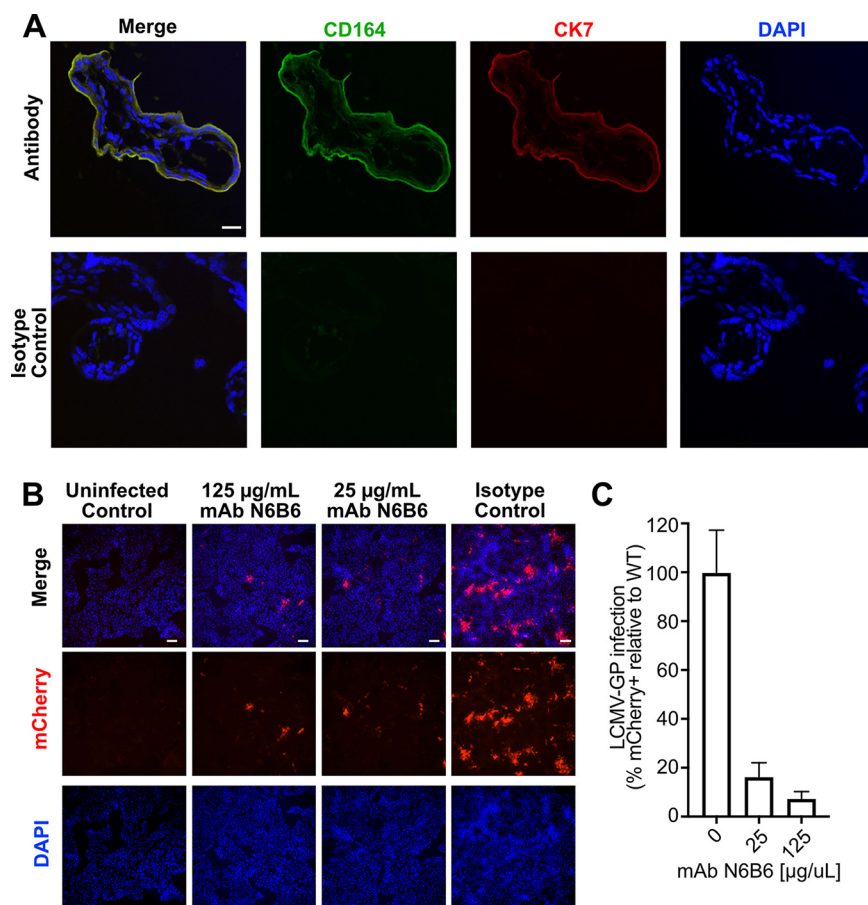 A
Merge
CD164
CK7
DAPI
Antibody
Isotype
Control
B
Uninfected
Control
125 µg/mL
mAb N6B6
25 µg/mL
mAb N6B6
Isotype
Control
Merge
mCherry
DAPI
C
LCMV-GP infection
(% mCherry+ relative to WT)
120
100
80
60
40
20
0
0
25
125
mAb N6B6 [µg/uL]